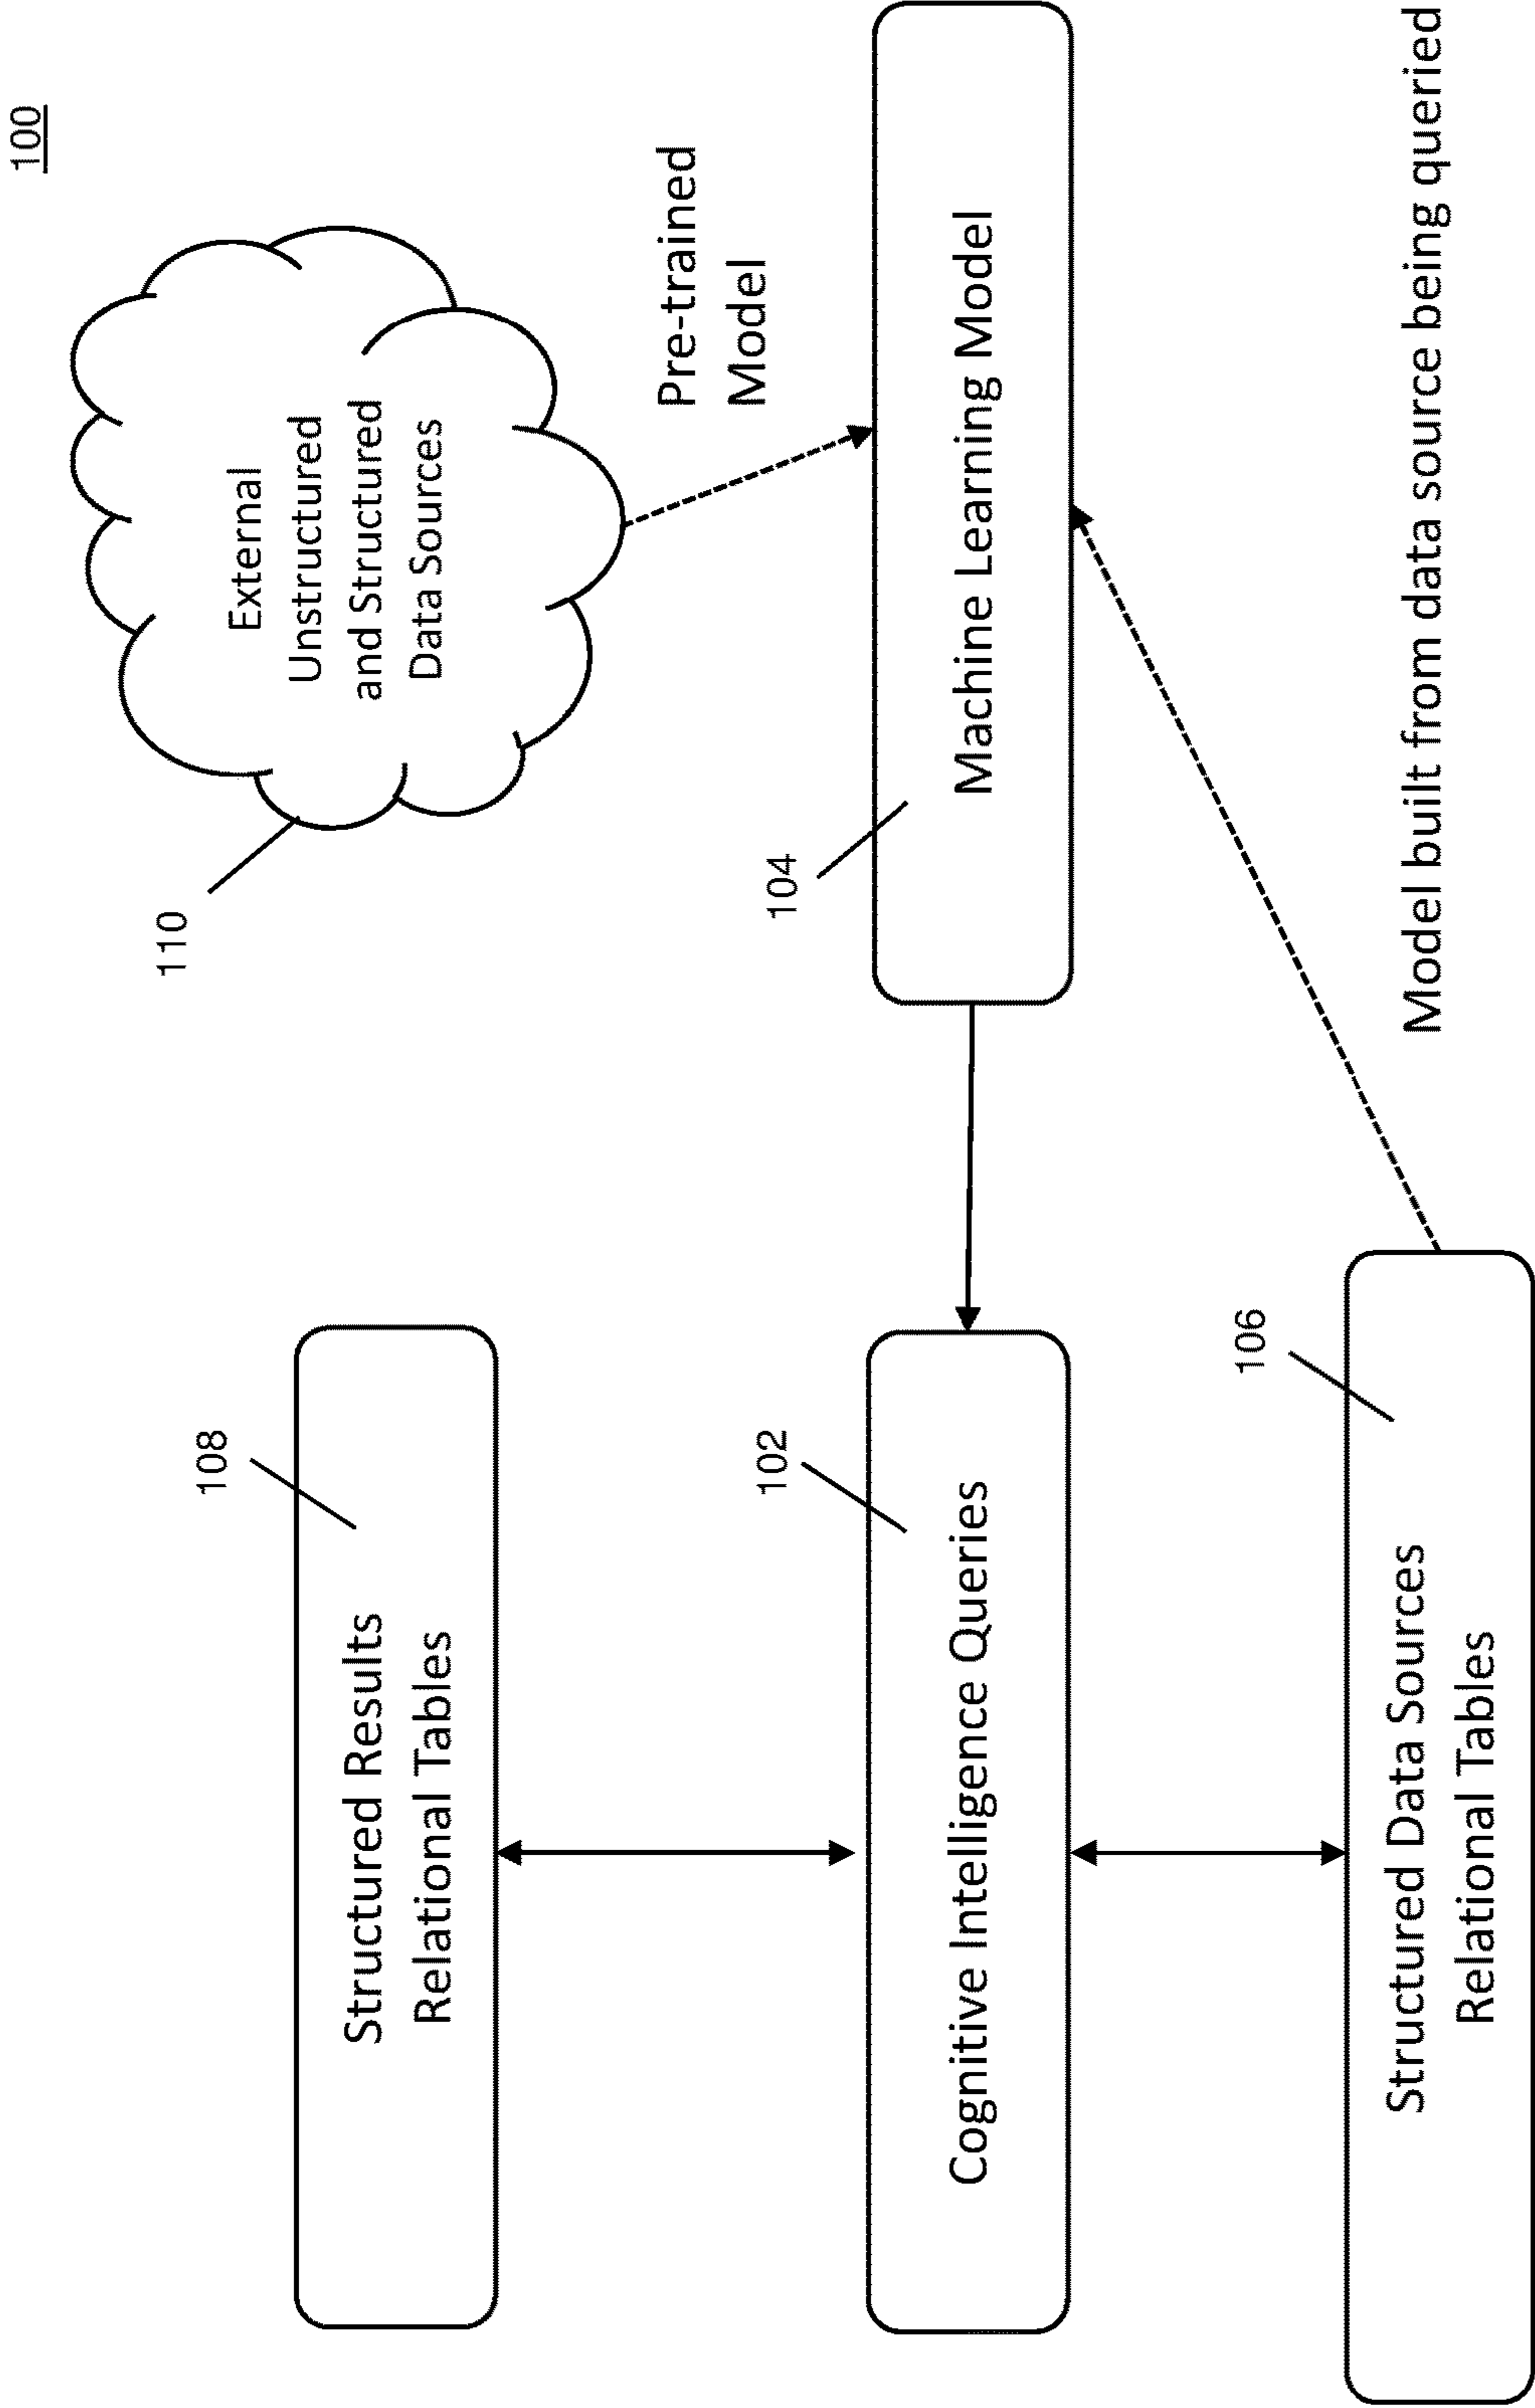 100
110
External
Unstructured
and Structured
Data Sources
Pre-trained
Model
108
Structured Results
Relational Tables
104
Machine Learning Model
102
Cognitive Intelligence Queries
106
Structured Data Sources
Relational Tables
Model built from data source being queried